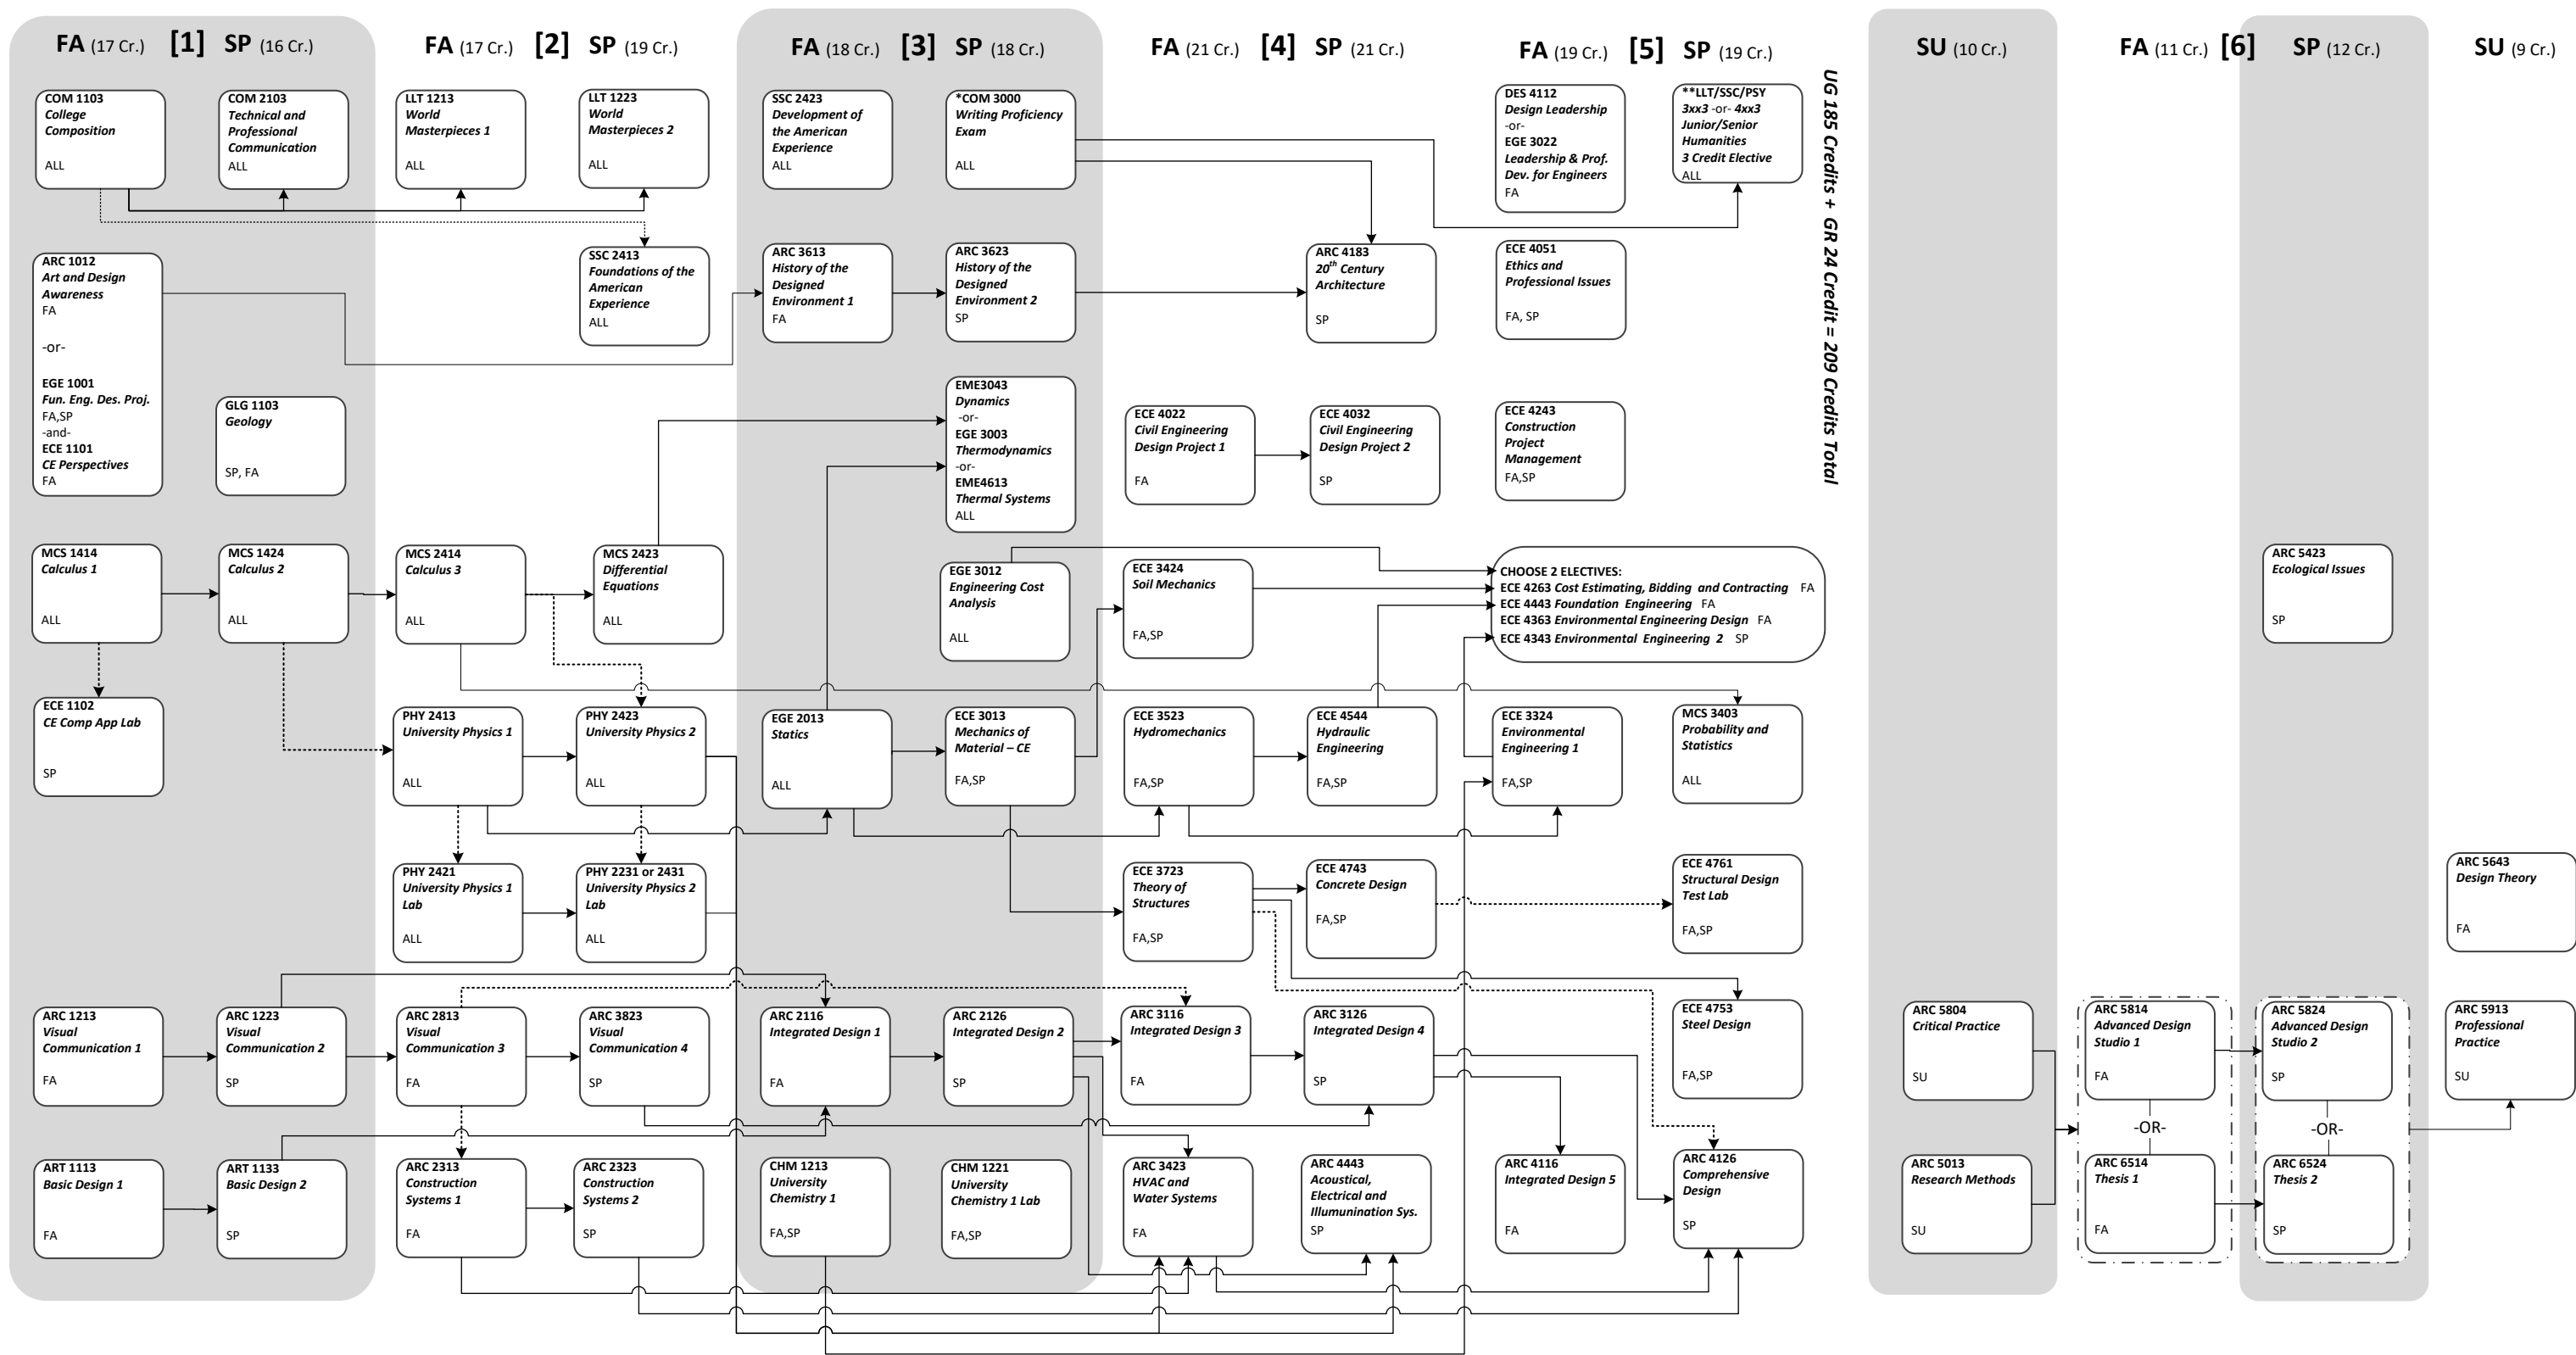 FA (17 Cr.) [1] SP (16 Cr.)
FA (17 Cr.) [2] SP (19 Cr.)
FA (18 Cr.) [3] SP (18 Cr.)
FA (21 Cr.) [4] SP (21 Cr.)
FA (19 Cr.) [5] SP (19 Cr.)
SU (10 Cr.)
FA (11 Cr.) [6] SP (12 Cr.)
SU (9 Cr.)
COM 1103
College
Composition
ALL
COM 2103
Technical and
Professional
Communication
ALL
LLT 1213
World
Masterpieces 1
ALL
LLT 1223
World
Masterpieces 2
ALL
SSC 2423
Development of
the American
Experience
ALL
*COM 3000
Writing Proficiency
Exam
ALL
DES 4112
Design Leadership
-or-
EGE 3022
Leadership & Prof.
Dev. for Engineers
FA
**LLT/SSC/PSY
3xx3 -or- 4xx3
Junior/Senior
Humanities
3 Credit Elective
ALL
UG 185 Credits + GR 24 Credit = 209 Credits Total
ARC 1012
Art and Design
Awareness
FA
-or-
EGE 1001
Fun. Eng. Des. Proj.
FA,SP
-and-
ECE 1101
CE Perspectives
FA
GLG 1103
Geology
SP, FA
SSC 2413
Foundations of the
American
Experience
ALL
ARC 3613
History of the
Designed
Environment 1
FA
ARC 3623
History of the
Designed
Environment 2
SP
ARC 4183
20th Century
Architecture
SP
ECE 4051
Ethics and
Professional Issues
FA, SP
EME3043
Dynamics
-or-
EGE 3003
Thermodynamics
-or-
EME4613
Thermal Systems
ALL
ECE 4022
Civil Engineering
Design Project 1
FA
ECE 4032
Civil Engineering
Design Project 2
SP
ECE 4243
Construction
Project
Management
FA,SP
MCS 1414
Calculus 1
ALL
MCS 1424
Calculus 2
ALL
MCS 2414
Calculus 3
ALL
MCS 2423
Differential
Equations
ALL
EGE 3012
Engineering Cost
Analysis
ALL
ECE 3424
Soil Mechanics
FA,SP
CHOOSE 2 ELECTIVES:
ECE 4263 Cost Estimating, Bidding and Contracting FA
ECE 4443 Foundation Engineering FA
ECE 4363 Environmental Engineering Design FA
ECE 4343 Environmental Engineering 2 SP
ARC 5423
Ecological Issues
SP
ECE 1102
CE Comp App Lab
SP
PHY 2413
University Physics 1
ALL
PHY 2423
University Physics 2
ALL
EGE 2013
Statics
ALL
ECE 3013
Mechanics of
Material – CE
FA,SP
ECE 3523
Hydromechanics
FA,SP
ECE 4544
Hydraulic
Engineering
FA,SP
ECE 3324
Environmental
Engineering 1
FA,SP
MCS 3403
Probability and
Statistics
ALL
PHY 2421
University Physics 1
Lab
ALL
PHY 2231 or 2431
University Physics 2
Lab
ALL
ECE 3723
Theory of
Structures
FA,SP
ECE 4743
Concrete Design
FA,SP
ECE 4761
Structural Design
Test Lab
FA,SP
ARC 5643
Design Theory
FA
ARC 1213
Visual
Communication 1
FA
ARC 1223
Visual
Communication 2
SP
ARC 2813
Visual
Communication 3
FA
ARC 3823
Visual
Communication 4
SP
ARC 2116
Integrated Design 1
FA
ARC 2126
Integrated Design 2
SP
ARC 3116
Integrated Design 3
FA
ARC 3126
Integrated Design 4
SP
ECE 4753
Steel Design
FA,SP
ARC 5804
Critical Practice
SU
ARC 5814
Advanced Design
Studio 1
FA
ARC 5824
Advanced Design
Studio 2
SP
ARC 5913
Professional
Practice
SU
-OR-
-OR-
ART 1113
Basic Design 1
FA
ART 1133
Basic Design 2
SP
ARC 2313
Construction
Systems 1
FA
ARC 2323
Construction
Systems 2
SP
CHM 1213
University
Chemistry 1
FA,SP
CHM 1221
University
Chemistry 1 Lab
FA,SP
ARC 3423
HVAC and
Water Systems
FA
ARC 4443
Acoustical,
Electrical and
Illumunination Sys.
SP
ARC 4116
Integrated Design 5
FA
ARC 4126
Comprehensive
Design
SP
ARC 5013
Research Methods
SU
ARC 6514
Thesis 1
FA
ARC 6524
Thesis 2
SP